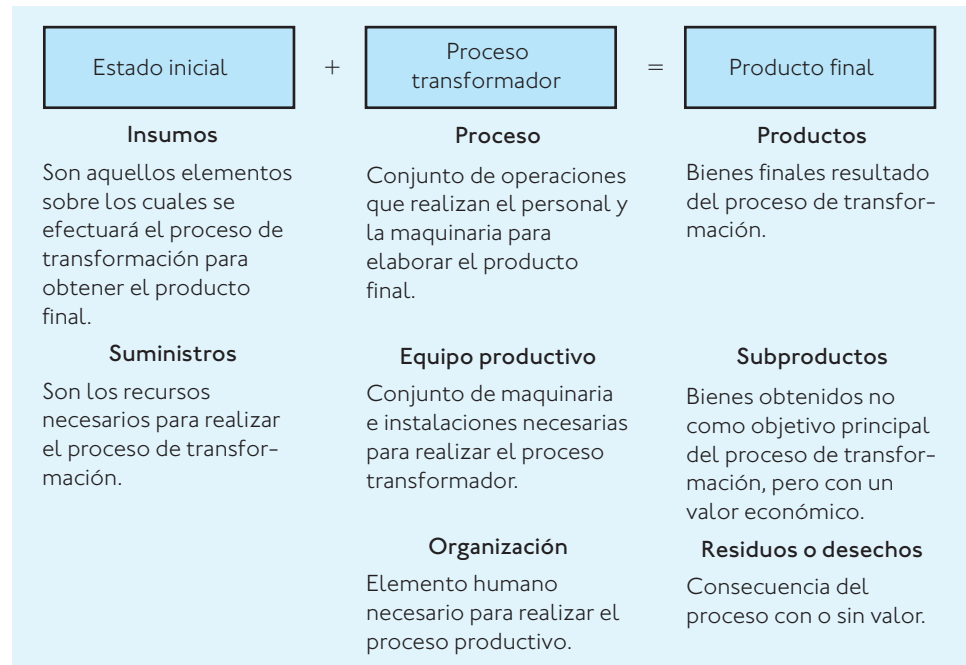 Estado inicial + Proceso transformador = Producto final
Insumos
Son aquellos elementos
sobre los cuales se
efectuará el proceso de
transformación para
obtener el producto
final.
Suministros
Son los recursos
necesarios para realizar
el proceso de transfor-
mación.
Proceso
Conjunto de operaciones
que realizan el personal y
la maquinaria para
elaborar el producto
final.
Equipo productivo
Conjunto de maquinaria
e instalaciones necesarias
para realizar el proceso
transformador.
Organización
Elemento humano
necesario para realizar el
proceso productivo.
Productos
Bienes finales resultado
del proceso de transfor-
mación.
Subproductos
Bienes obtenidos no
como objetivo principal
del proceso de transfor-
mación, pero con un
valor económico.
Residuos o desechos
Consecuencia del
proceso con o sin valor.